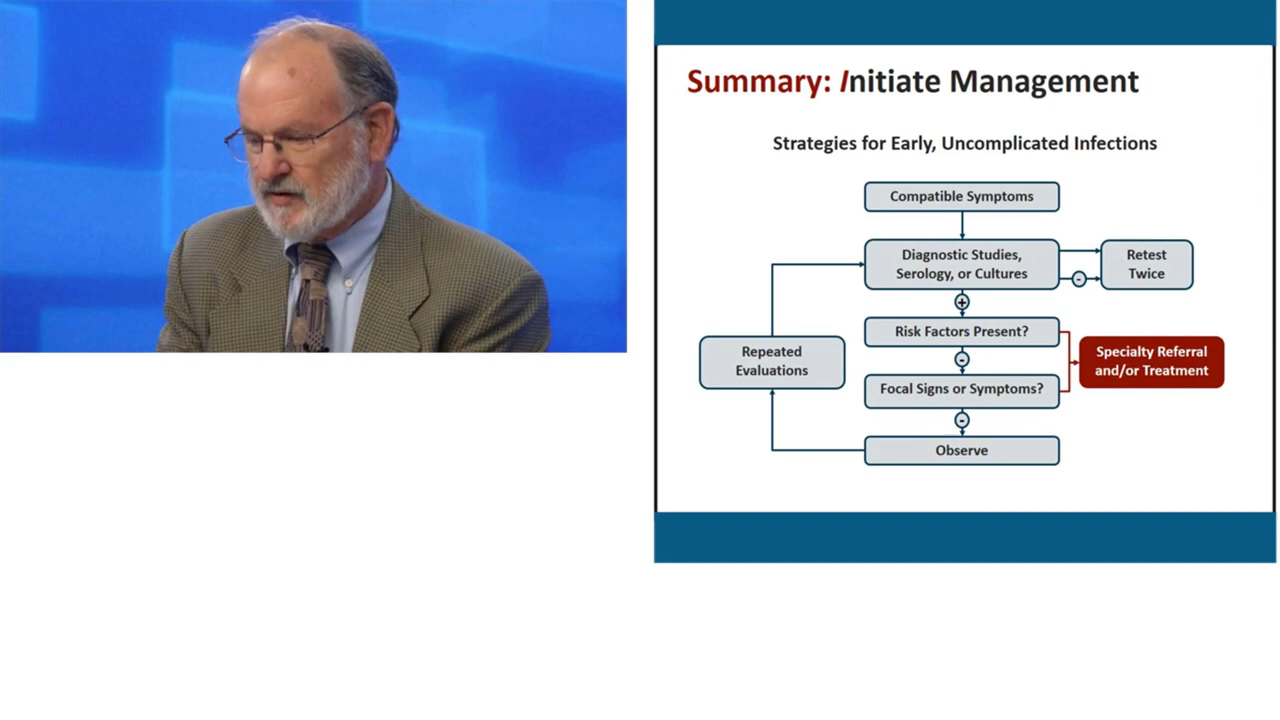 Summary: Initiate Management
Strategies for Early, Uncomplicated Infections
Compatible Symptoms
Diagnostic Studies,
Serology, or Cultures
-
Retest
Twice
+
Risk Factors Present?
-
Specialty Referral
and/or Treatment
Repeated
Evaluations
Focal Signs or Symptoms?
-
Observe